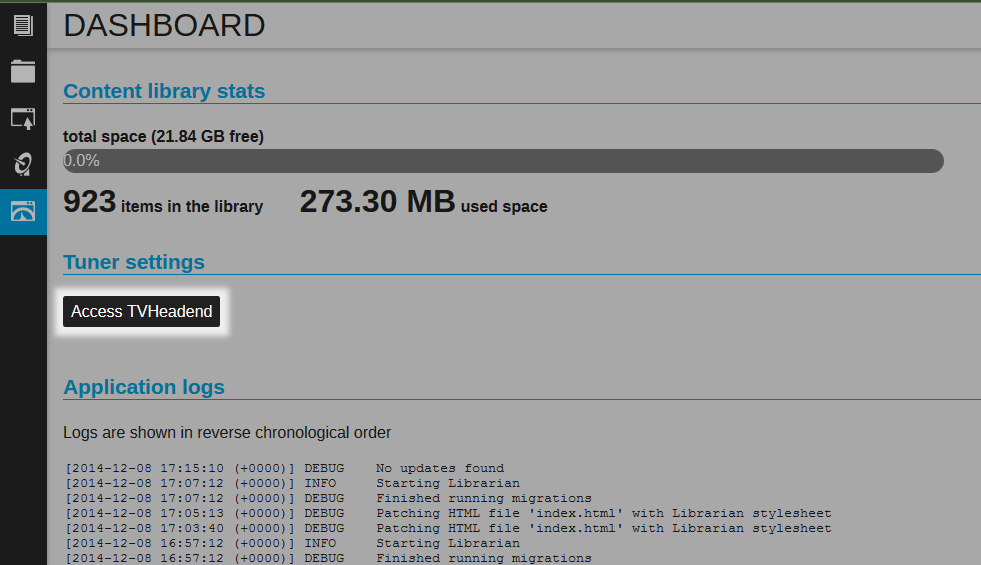 DASHBOARD
Content library stats
total space (21.84 GB free)
0.0%
923 items in the library 273.30 MB used space
Tuner settings
Access TVHeadend
Application logs
Logs are shown in reverse chronological order
[2014-12-08 17:15:10 (+0000)] DEBUG No updates found
[2014-12-08 17:07:12 (+0000)] INFO Starting Librarian
[2014-12-08 17:07:12 (+0000)] DEBUG Finished running migrations
[2014-12-08 17:05:13 (+0000)] DEBUG Patching HTML file 'index.html' with Librarian stylesheet
[2014-12-08 17:03:40 (+0000)] DEBUG Patching HTML file 'index.html' with Librarian stylesheet
[2014-12-08 16:57:12 (+0000)] INFO Starting Librarian
[2014-12-08 16:57:12 (+0000)] DEBUG Finished running migrations